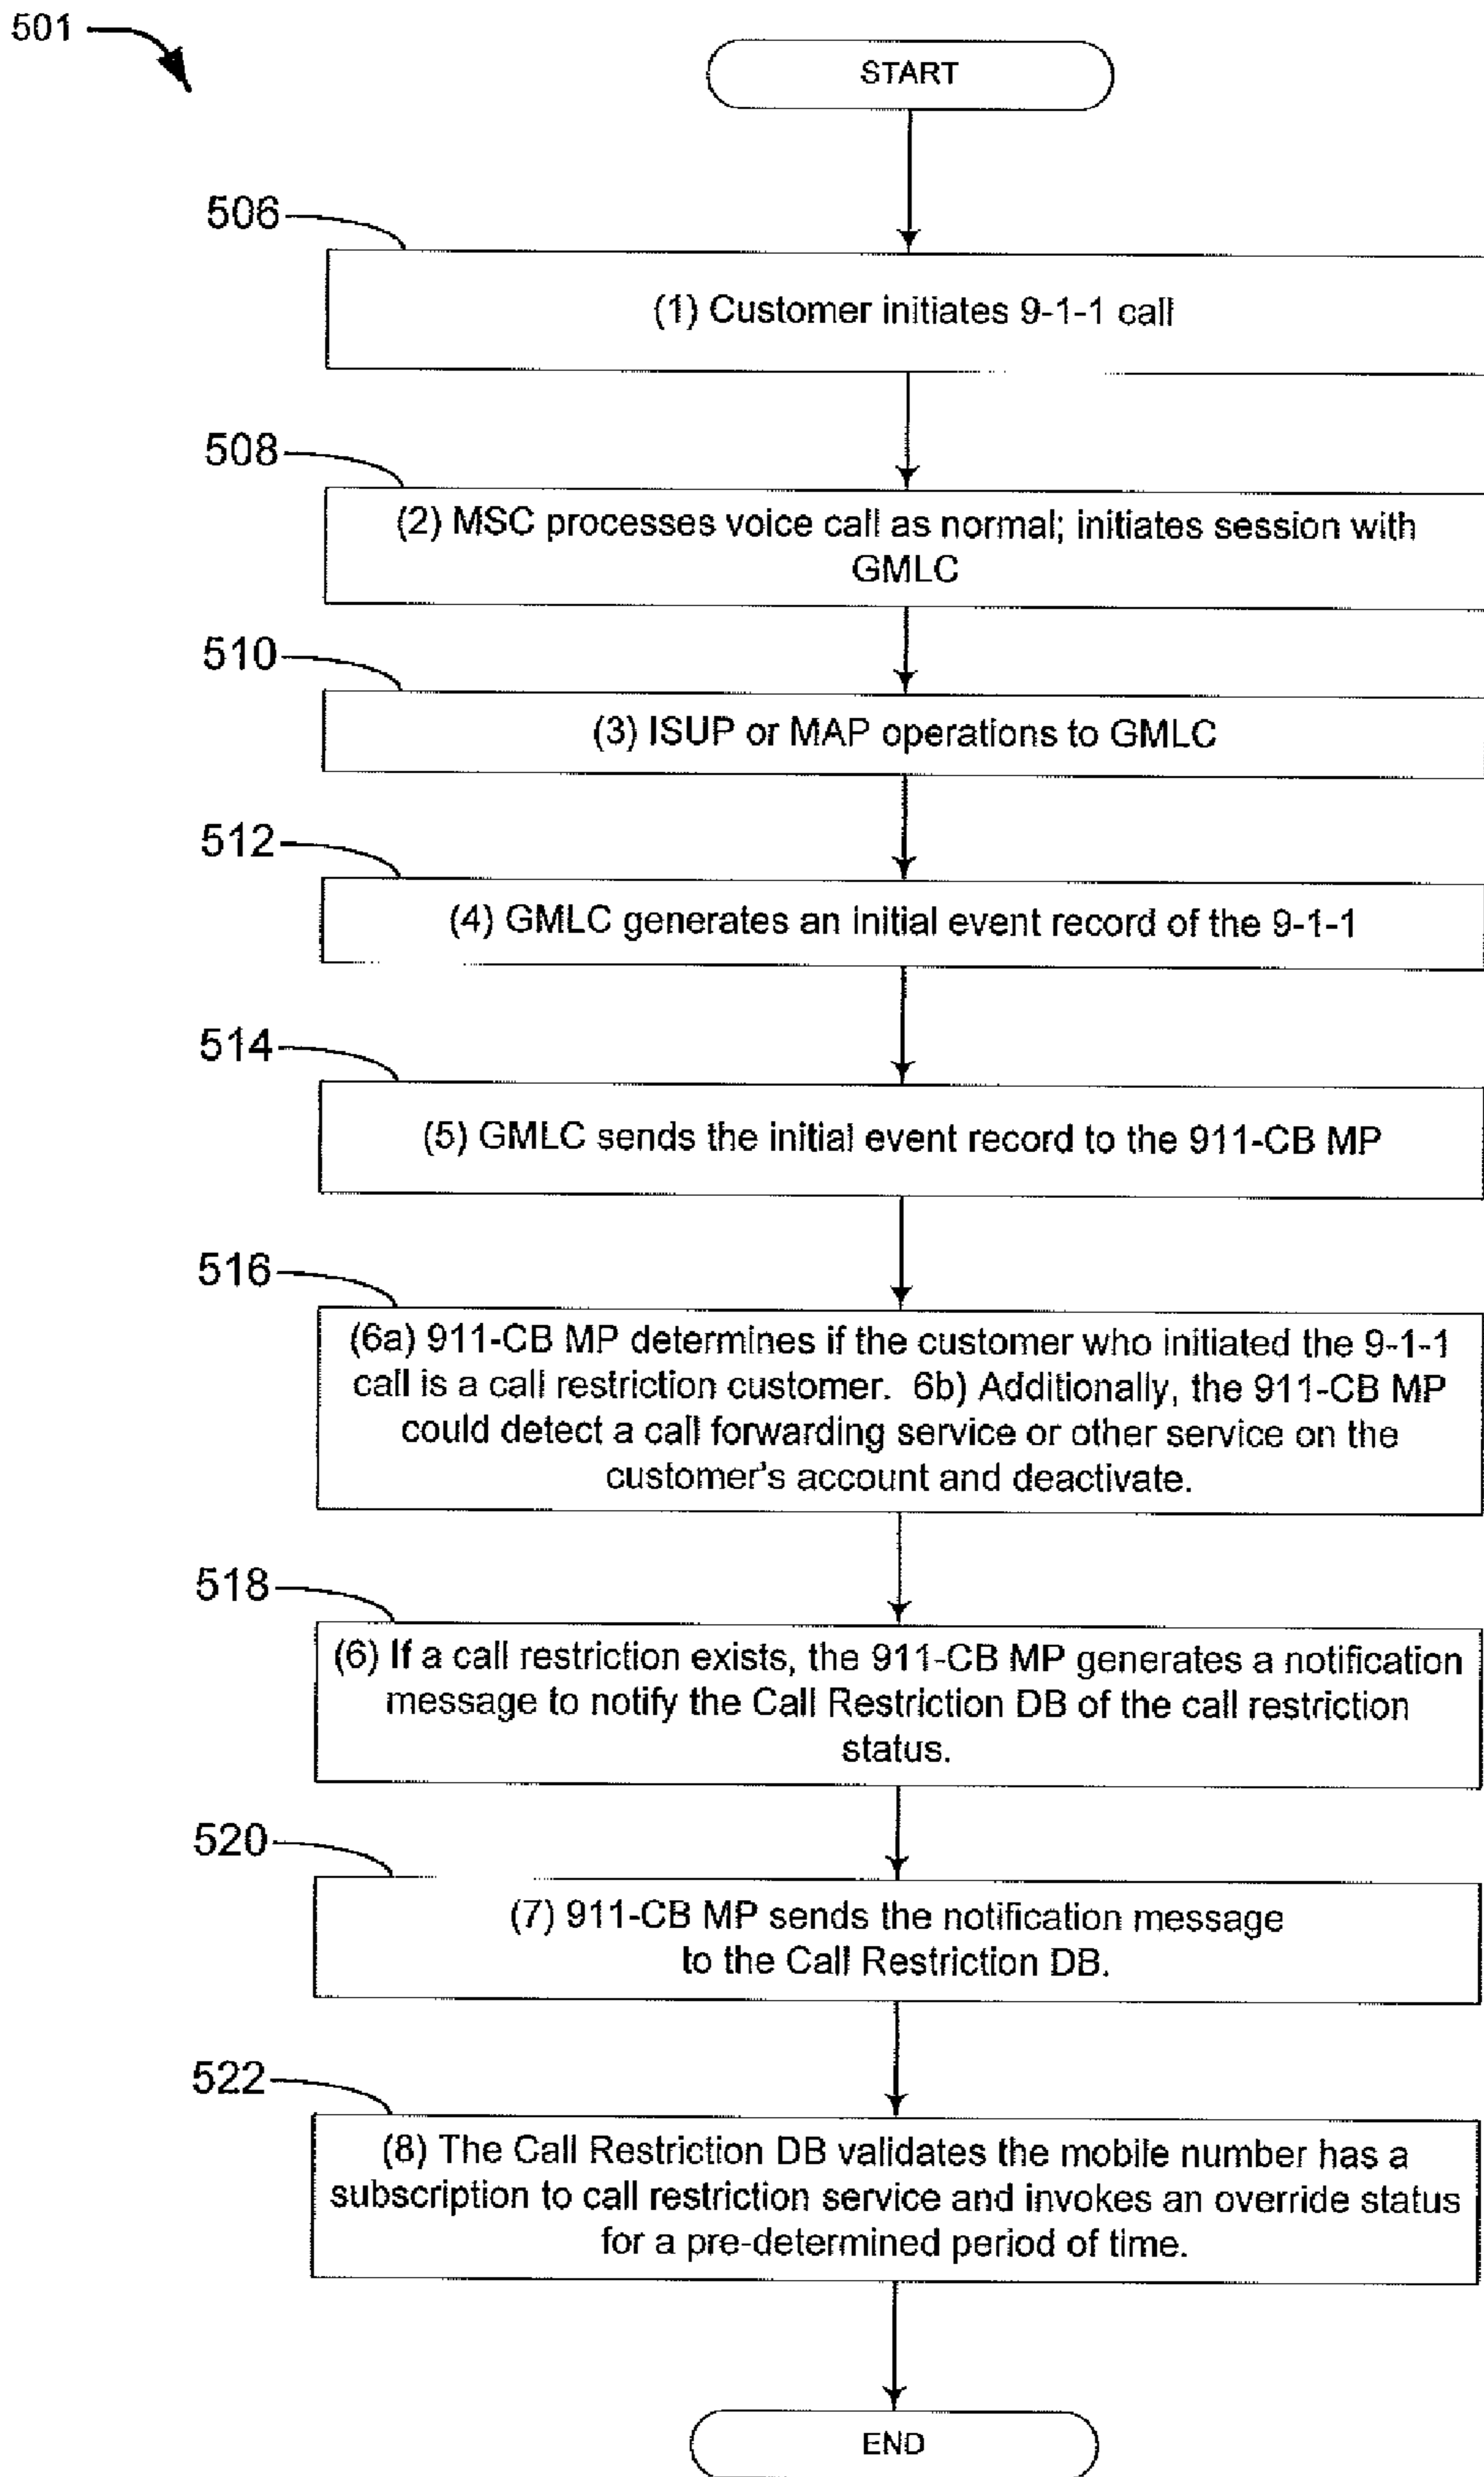 501
START
506
(1) Customer initiates 9-1-1 call
508
(2) MSC processes voice call as normal; initiates session with
GMLC
510
(3) ISUP or MAP operations to GMLC
512
(4) GMLC generates an initial event record of the 9-1-1
514
(5) GMLC sends the initial event record to the 911-CB MP
516
(6a) 911-CB MP determines if the customer who initiated the 9-1-1
call is a call restriction customer. 6b) Additionally, the 911-CB MP
could detect a call forwarding service or other service on the
customer's account and deactivate.
518
(6) If a call restriction exists, the 911-CB MP generates a notification
message to notify the Call Restriction DB of the call restriction
status.
520
(7) 911-CB MP sends the notification message
to the Call Restriction DB.
522
(8) The Call Restriction DB validates the mobile number has a
subscription to call restriction service and invokes an override status
for a pre-determined period of time.
END